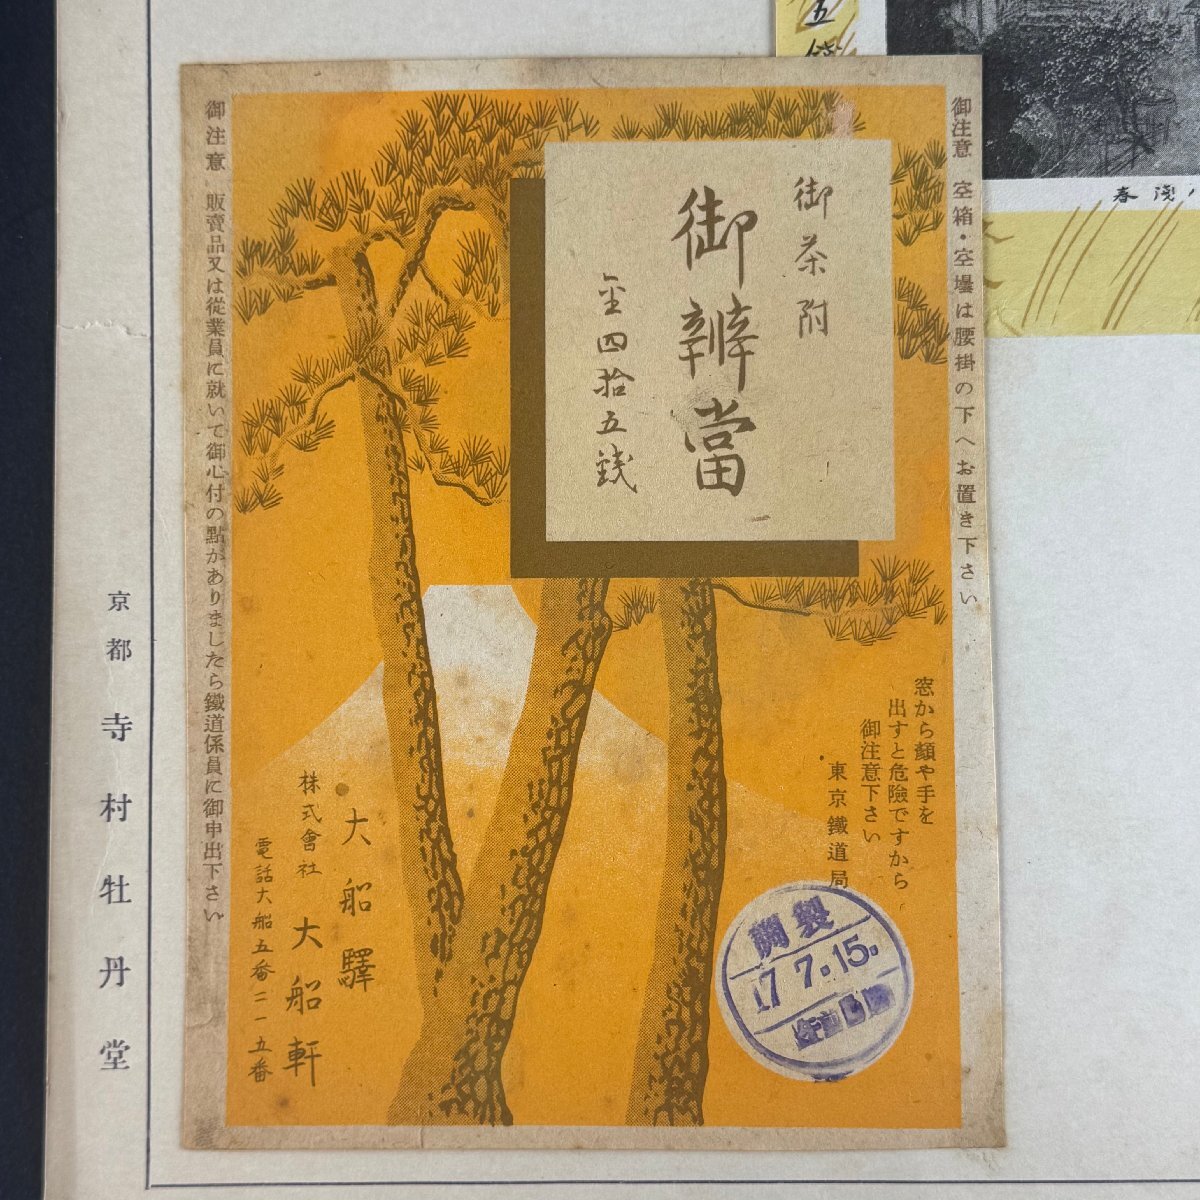 御注意 空箱・空壜は腰掛の下へお置き下さい
御茶附
御辨當
金四拾五錢
窓から顏や手を
出すと危險ですから
御注意下さい
東京鐵道局
調製
17 7.15.
午前
大船驛
株式會社 大船軒
電話大船五番二一五番
御注意 販賣品又は從業員に就いて御心付の點がありましたら鐵道係員に御申出下さい
五錢
春淺
京都 寺村牡丹堂